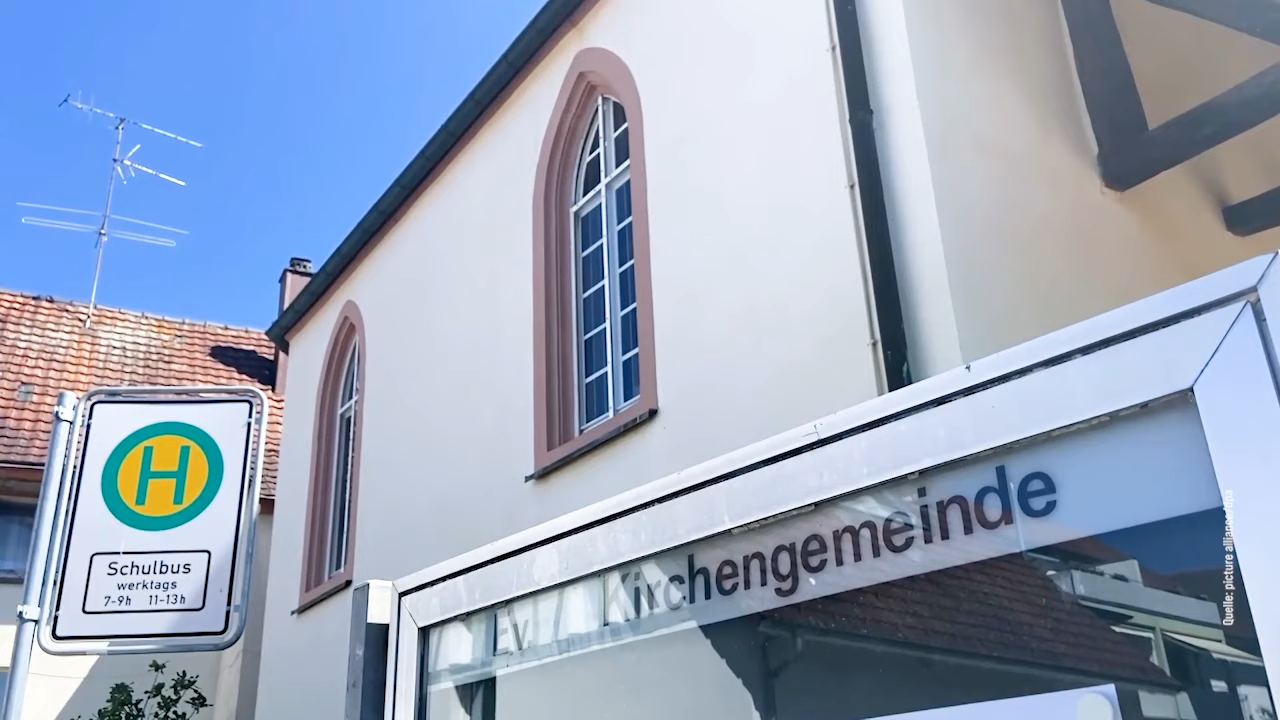 H
Schulbus
werktags
7-9h 11-13h
Ev. Kirchengemeinde
Quelle: picture alliance/dpa